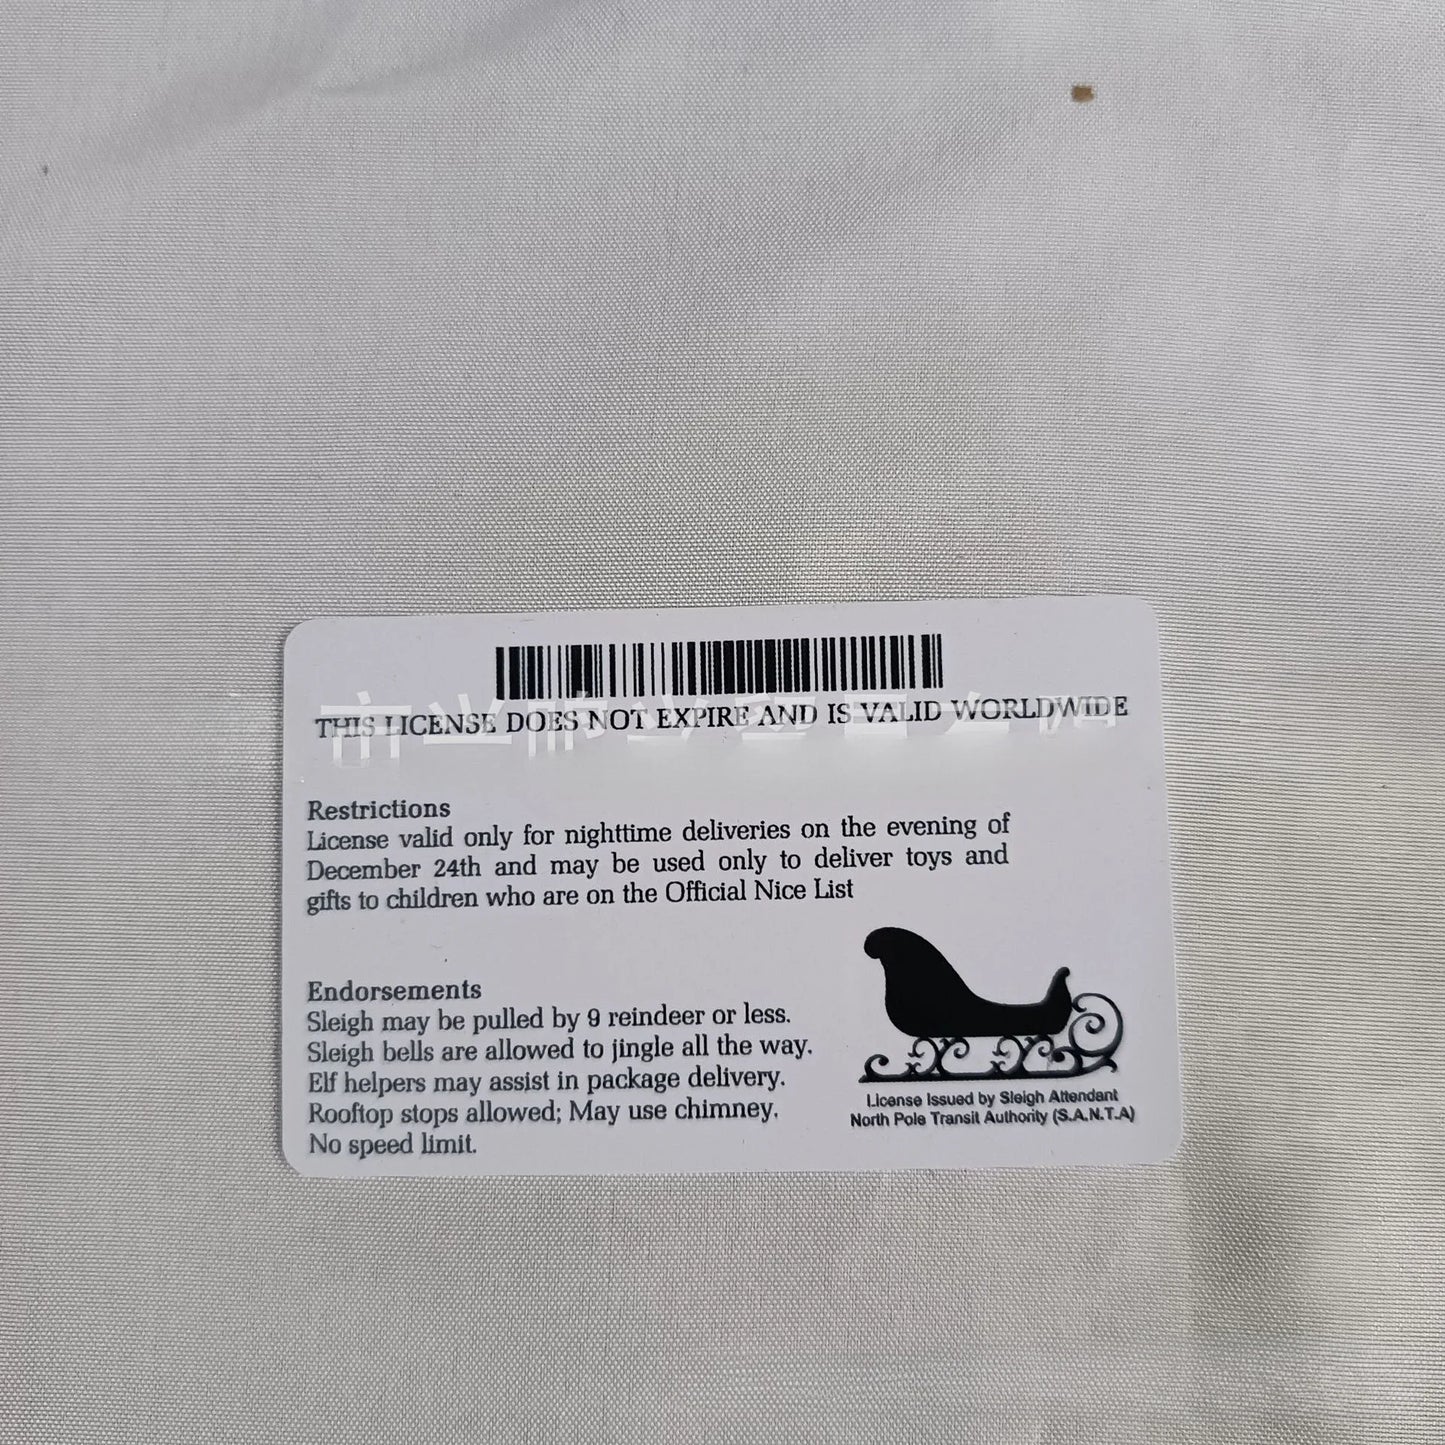 THIS LICENSE DOES NOT EXPIRE AND IS VALID WORLDWIDE
Restrictions
License valid only for nighttime deliveries on the evening of
December 24th and may be used only to deliver toys and
gifts to children who are on the Official Nice List
Endorsements
Sleigh may be pulled by 9 reindeer or less.
Sleigh bells are allowed to jingle all the way.
Elf helpers may assist in package delivery.
Rooftop stops allowed; May use chimney.
No speed limit.
License Issued by Sleigh Attendant
North Pole Transit Authority (S.A.N.T.A)